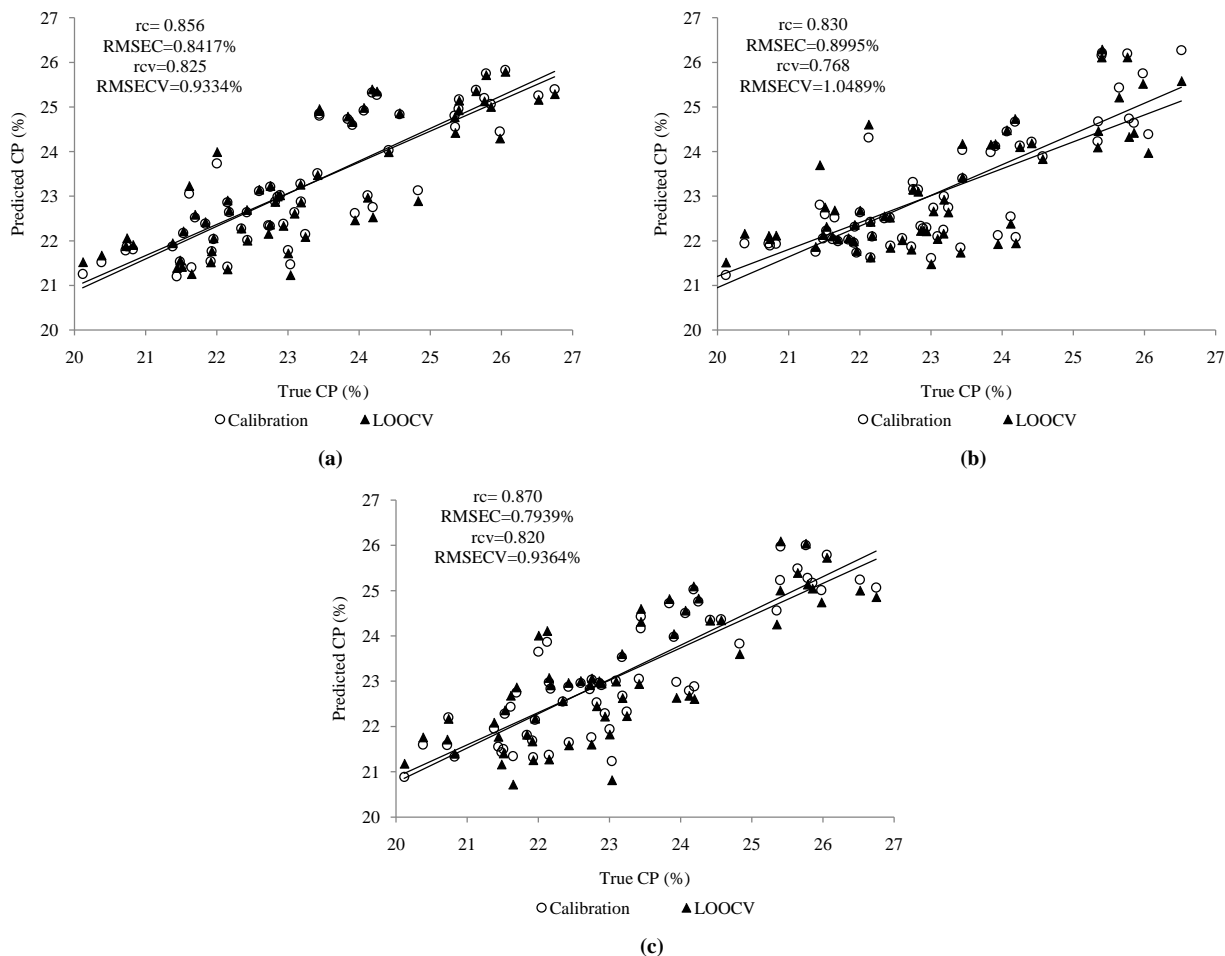 27
26
25
24
23
22
21
20
Predicted CP (%)
rc= 0.856
RMSEC=0.8417%
rcv=0.825
RMSECV=0.9334%
20 21 22 23 24 25 26 27
True CP (%)
○ Calibration ▲ LOOCV
(a)
27
26
25
24
23
22
21
20
Predicted CP (%)
rc= 0.830
RMSEC=0.8995%
rcv=0.768
RMSECV=1.0489%
20 21 22 23 24 25 26 27
True CP (%)
○ Calibration ▲ LOOCV
(b)
27
26
25
24
23
22
21
20
Predicted CP (%)
rc= 0.870
RMSEC=0.7939%
rcv=0.820
RMSECV=0.9364%
20 21 22 23 24 25 26 27
True CP (%)
○ Calibration ▲ LOOCV
(c)